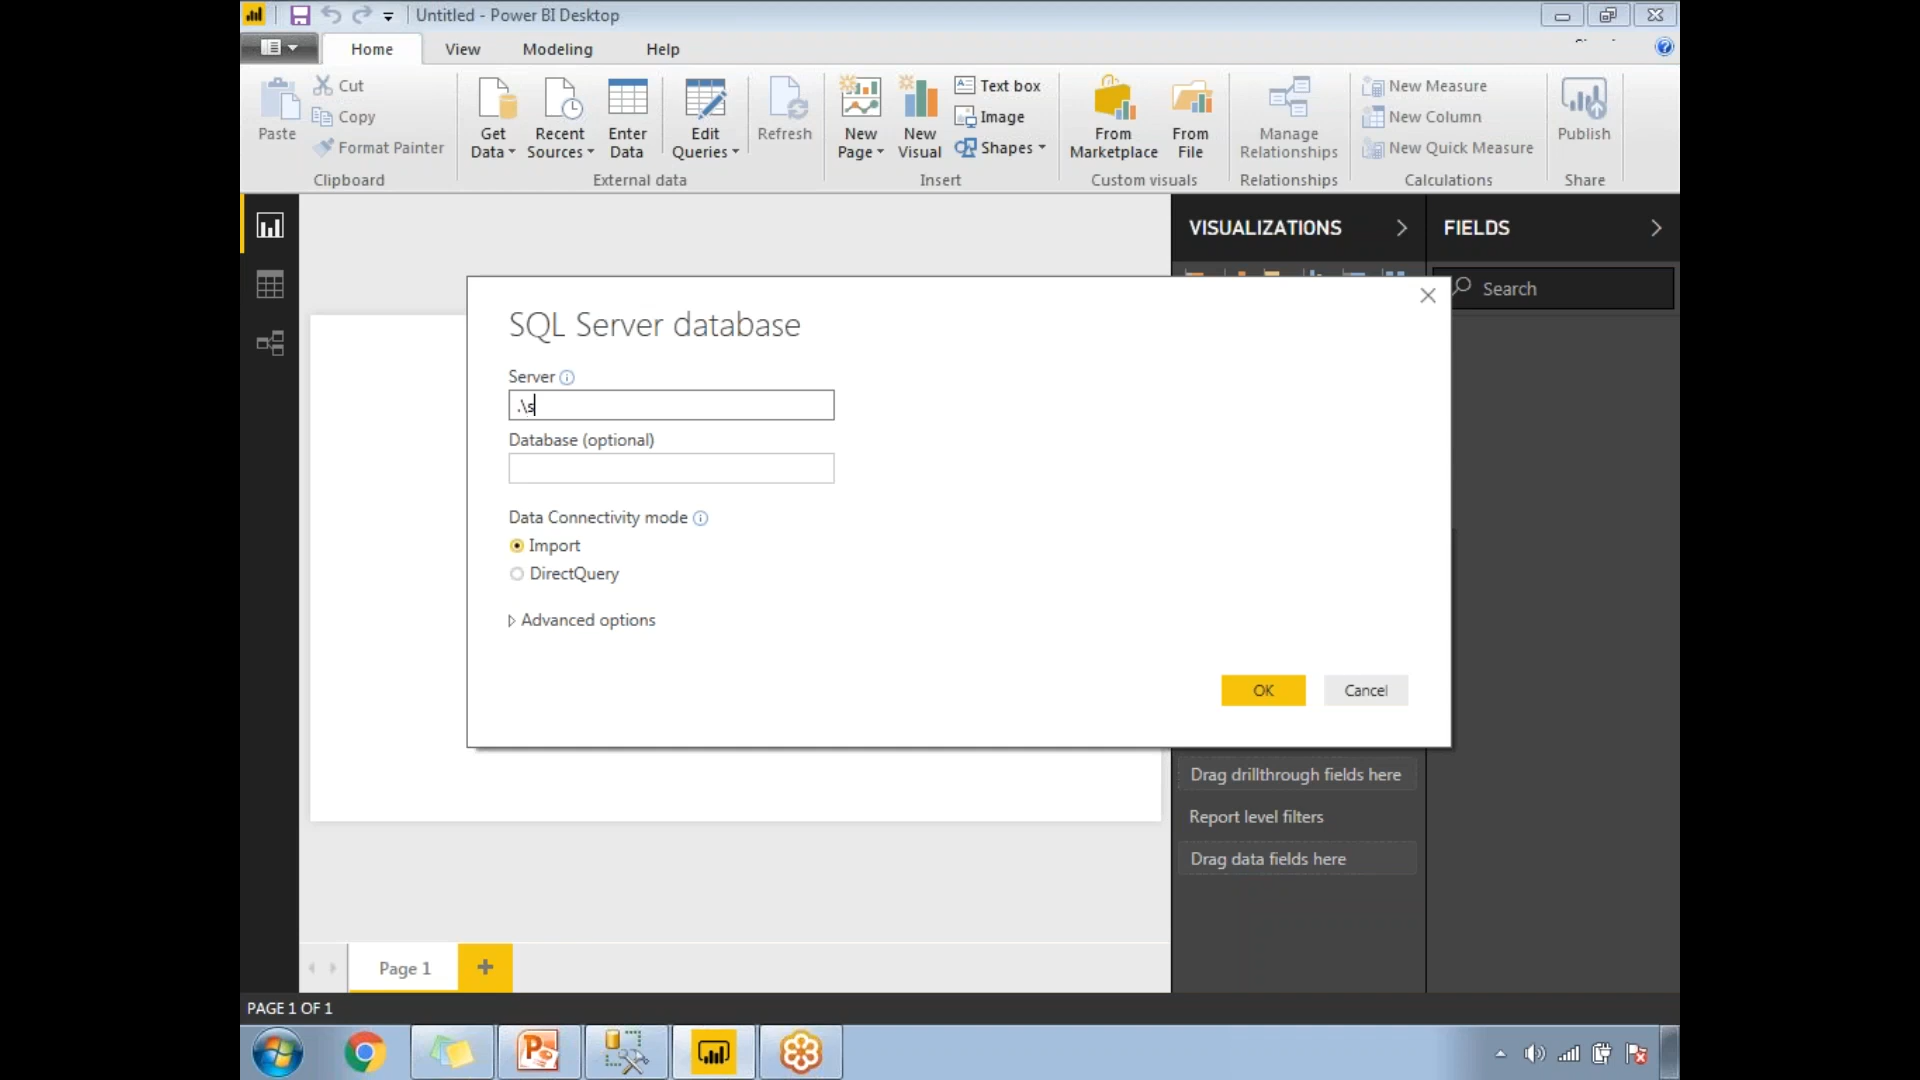 Untitled - Power BI Desktop
Home View Modeling Help
Paste
Cut
Copy
Format Painter
Clipboard
Get Data
Recent Sources
Enter Data
Edit Queries
Refresh
External data
New Page
New Visual
Text box
Image
Shapes
Insert
From Marketplace
From File
Custom visuals
Manage Relationships
Relationships
New Measure
New Column
New Quick Measure
Calculations
Publish
Share
VISUALIZATIONS
FIELDS
Search
SQL Server database
Server
.\s
Database (optional)
Data Connectivity mode
Import
DirectQuery
Advanced options
OK Cancel
Drag drillthrough fields here
Report level filters
Drag data fields here
Page 1
PAGE 1 OF 1